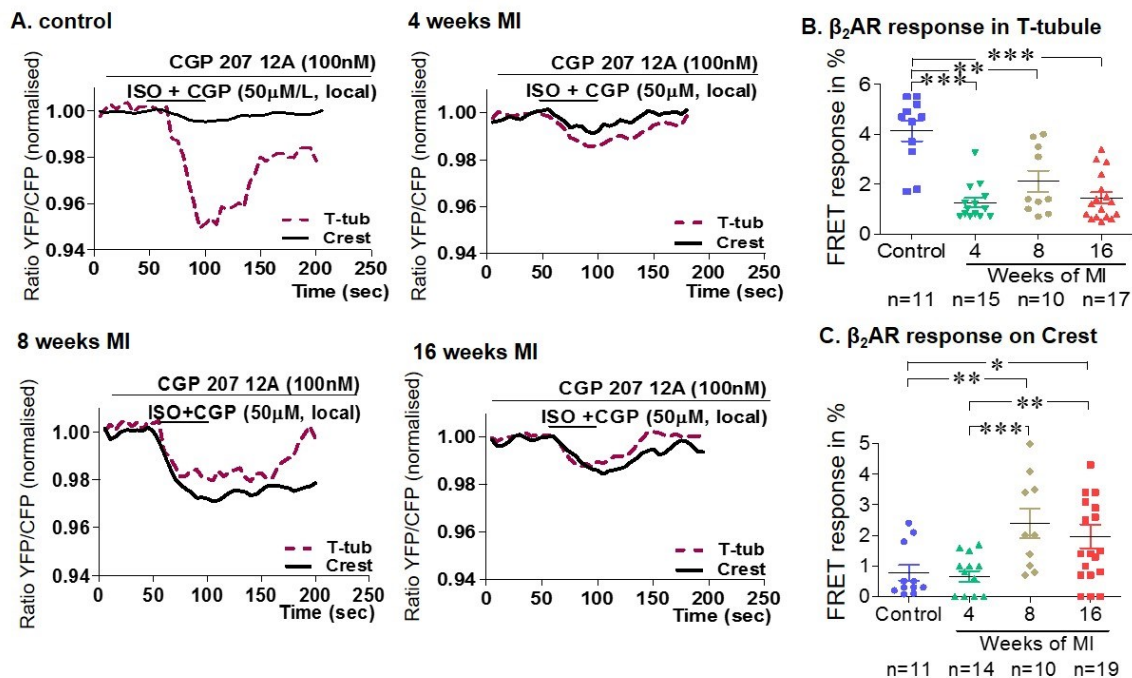 A. control
CGP 207 12A (100nM)
ISO + CGP (50µM/L, local)
Ratio YFP/CFP (normalised)
1.00
0.98
0.96
0.94
T-tub
Crest
0 50 100 150 200 250
Time (sec)
4 weeks MI
CGP 207 12A (100nM)
ISO + CGP (50µM, local)
Ratio YFP/CFP (normalised)
1.00
0.98
0.96
0.94
T-tub
Crest
0 50 100 150 200 250
Time (sec)
B. β₂AR response in T-tubule
***
**
***
FRET response in %
6
4
2
0
Control 4 8 16
Weeks of MI
n=11 n=15 n=10 n=17
8 weeks MI
CGP 207 12A (100nM)
ISO+CGP (50µM, local)
Ratio YFP/CFP (normalised)
1.00
0.98
0.96
0.94
T-tub
Crest
0 50 100 150 200 250
Time (sec)
16 weeks MI
CGP 207 12A (100nM)
ISO +CGP (50µM, local)
Ratio YFP/CFP (normalised)
1.00
0.98
0.96
0.94
T-tub
Crest
0 50 100 150 200 250
Time (sec)
C. β₂AR response on Crest
*
**
**
***
FRET response in %
5
4
3
2
1
0
Control 4 8 16
Weeks of MI
n=11 n=14 n=10 n=19